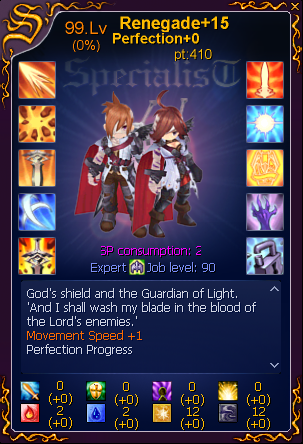 99.Lv
(0%)
Renegade+15
Perfection+0
pt:410
SpecialisT
SP consumption: 2
Expert Job level: 90
God's shield and the Guardian of Light.
'And I shall wash my blade in the blood of
the Lord's enemies.'
Movement Speed +1
Perfection Progress
0 0 0 0
(+0) (+0) (+0) (+0)
2 2 12 12
(+0) (+0) (+0) (+0)